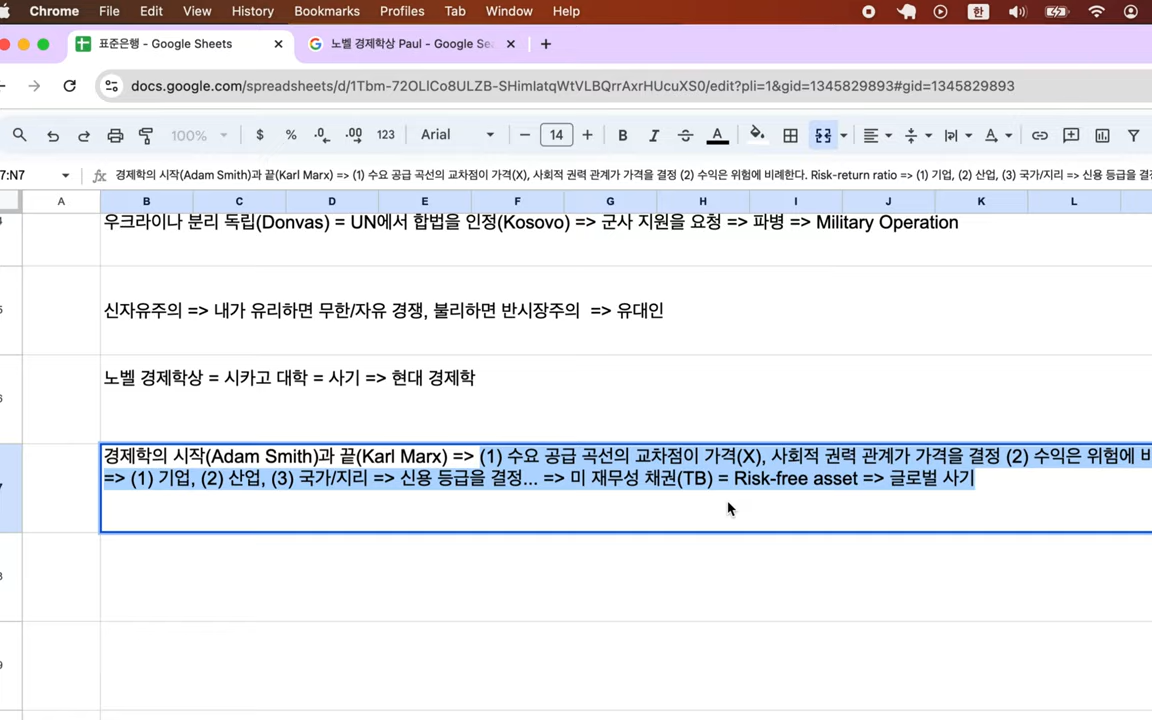 Chrome File Edit View History Bookmarks Profiles Tab Window Help 한
표준은행 - Google Sheets 노벨 경제학상 Paul - Google Se
docs.google.com/spreadsheets/d/1Tbm-72OLlCo8ULZB-SHimIatqWtVLBQrrAxrHUcuXS0/edit?pli=1&gid=1345829893#gid=1345829893
100% $ % .0 .00 123 Arial 14 B I A
7:N7 fx 경제학의 시작(Adam Smith)과 끝(Karl Marx) => (1) 수요 공급 곡선의 교차점이 가격(X), 사회적 권력 관계가 가격을 결정 (2) 수익은 위험에 비례한다. Risk-return ratio => (1) 기업, (2) 산업, (3) 국가/지리 => 신용 등급을 결
A B C D E F G H I J K L
4 우크라이나 분리 독립(Donvas) = UN에서 합법을 인정(Kosovo) => 군사 지원을 요청 => 파병 => Military Operation
5 신자유주의 => 내가 유리하면 무한/자유 경쟁, 불리하면 반시장주의 => 유대인
6 노벨 경제학상 = 시카고 대학 = 사기 => 현대 경제학
경제학의 시작(Adam Smith)과 끝(Karl Marx) => (1) 수요 공급 곡선의 교차점이 가격(X), 사회적 권력 관계가 가격을 결정 (2) 수익은 위험에 비
7 => (1) 기업, (2) 산업, (3) 국가/지리 => 신용 등급을 결정... => 미 재무성 채권(TB) = Risk-free asset => 글로벌 사기
8
9